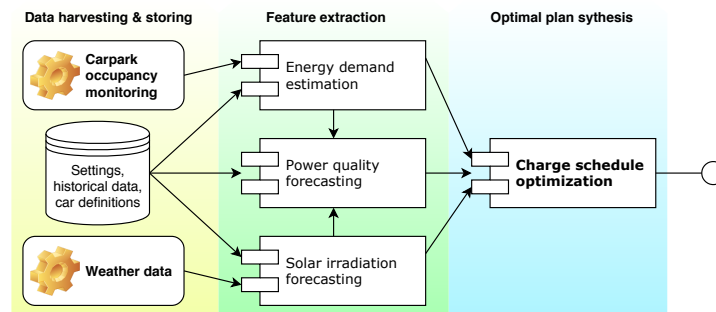 Data harvesting & storing
Feature extraction
Optimal plan sythesis
Carpark
occupancy
monitoring
Energy demand
estimation
Settings,
historical data,
car definitions
Power quality
forecasting
Charge schedule
optimization
Weather data
Solar irradiation
forecasting